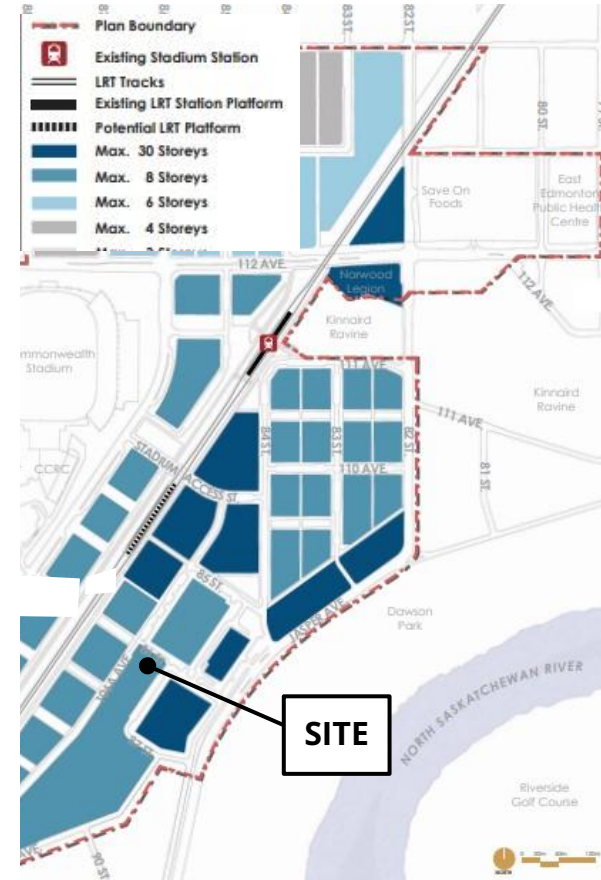 83 ST.
82 ST.
Plan Boundary
Existing Stadium Station
LRT Tracks
Existing LRT Station Platform
Potential LRT Platform
Max. 30 Storeys
Max. 8 Storeys
Max. 6 Storeys
Max. 4 Storeys
80 ST.
Save On
Foods
East
Edmonton
Public Health
Centre
112 AVE.
Norwood
Legion
112 AVE.
Kinnaird
Ravine
mmonwealth
Stadium
111 AVE.
Kinnaird
Ravine
111 AVE.
84 ST.
83 ST.
82 ST.
STADIUM ACCESS ST.
CCRC
110 AVE.
81 ST.
85 ST.
JASPER AVE.
Dawson
Park
NORTH SASKATCHEWAN RIVER
SITE
Riverside
Golf Course
90 ST.